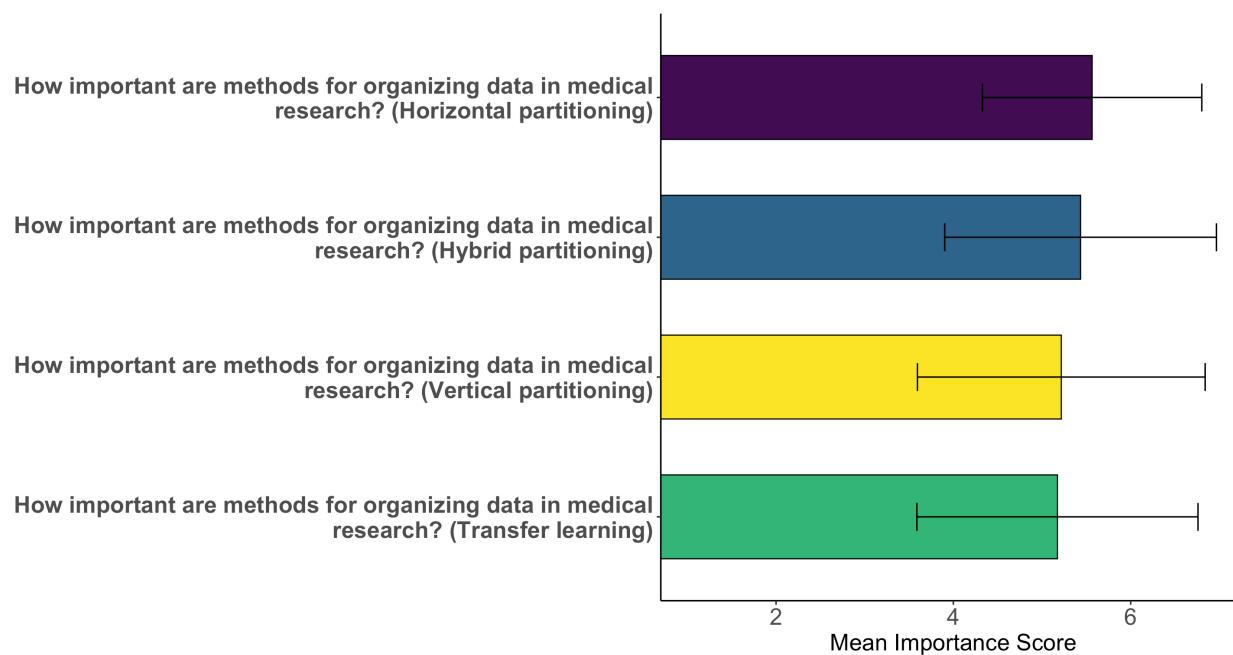 How important are methods for organizing data in medical
research? (Horizontal partitioning)
How important are methods for organizing data in medical
research? (Hybrid partitioning)
How important are methods for organizing data in medical
research? (Vertical partitioning)
How important are methods for organizing data in medical
research? (Transfer learning)
2 4 6
Mean Importance Score